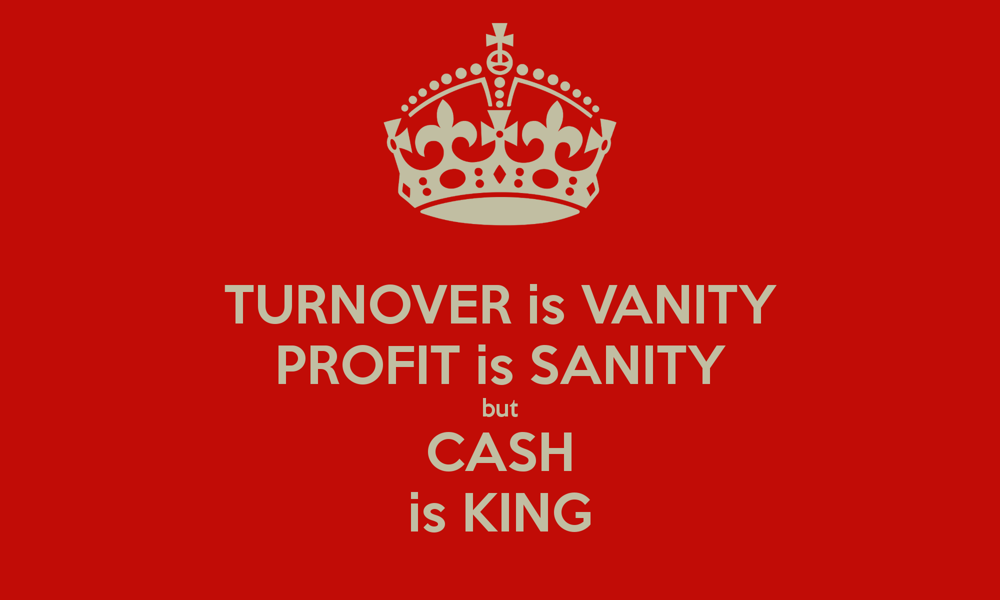 TURNOVER is VANITY
PROFIT is SANITY
but
CASH
is KING